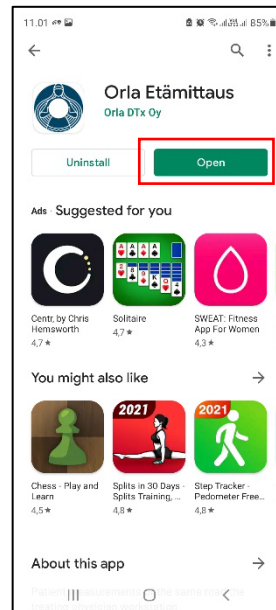 11.01
85%
Orla Etämittaus
Orla DTx Oy
Uninstall
Open
Ads · Suggested for you
Centr, by Chris
Hemsworth
4,7 ★
Solitaire
4,7 ★
SWEAT: Fitness
App For Women
4,3 ★
You might also like
2021
2021
Chess - Play and
Learn
4,5 ★
Splits in 30 Days -
Splits Training, ...
4,8 ★
Step Tracker -
Pedometer Free...
4,8 ★
About this app